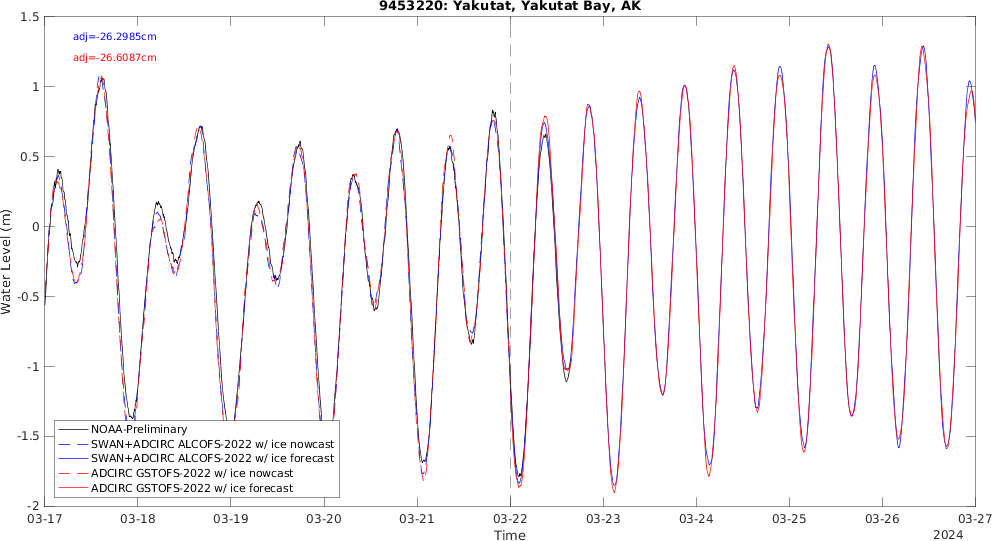 9453220: Yakutat, Yakutat Bay, AK
adj=-26.2985cm
adj=-26.6087cm
Water Level (m)
1.5
1
0.5
0
-0.5
-1
-1.5
-2
NOAA-Preliminary
SWAN+ADCIRC ALCOFS-2022 w/ ice nowcast
SWAN+ADCIRC ALCOFS-2022 w/ ice forecast
ADCIRC GSTOFS-2022 w/ ice nowcast
ADCIRC GSTOFS-2022 w/ ice forecast
03-17 03-18 03-19 03-20 03-21 03-22 03-23 03-24 03-25 03-26 03-27
Time
2024